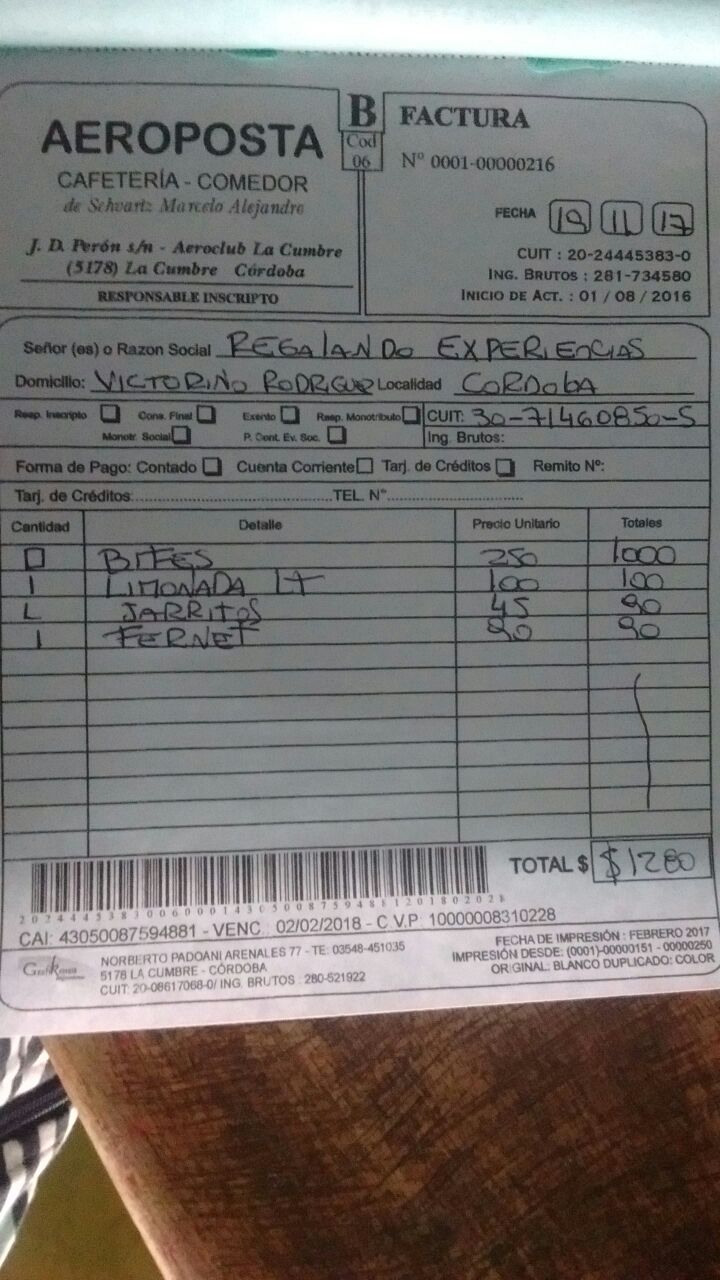 AEROPOSTA
CAFETERÍA - COMEDOR
de Schvartz Marcelo Alejandro
J. D. Perón s/n - Aeroclub La Cumbre
(5178) La Cumbre Córdoba
RESPONSABLE INSCRIPTO
B
Cod
06
FACTURA
Nº 0001-00000216
FECHA 19 11 17
CUIT : 20-24445383-0
ING. BRUTOS : 281-734580
INICIO DE ACT. : 01 / 08 / 2016
Señor (es) o Razon Social REGALANDO EXPERIENCIAS
Domicilio: VICTORINO RODRIGUEZ Localidad CORDOBA
Resp. Inscripto Cons. Final Exento Resp. Monotributo CUIT: 30-71460850-5
Monotr. Social P. Cont. Ev. Soc. Ing. Brutos:
Forma de Pago: Contado Cuenta Corriente Tarj. de Créditos Remito Nº:
Tarj. de Créditos:.......................................TEL. Nº..........................
Cantidad Detalle Precio Unitario Totales
BIFES 250 1000
1 LIMONADA LT 100 100
JARRITOS 45 90
1 FERNET 90 90
TOTAL $ $1280
CAI: 43050087594881 - VENC.: 02/02/2018 - C V.P: 10000008310228
NORBERTO PADOANI ARENALES 77 - TE: 03548-451035
5178 LA CUMBRE - CÓRDOBA
CUIT: 20-08617068-0/ ING. BRUTOS : 280-521922
FECHA DE IMPRESIÓN : FEBRERO 2017
IMPRESIÓN DESDE: (0001)-00000151 - 00000250
ORIGINAL: BLANCO DUPLICADO: COLOR